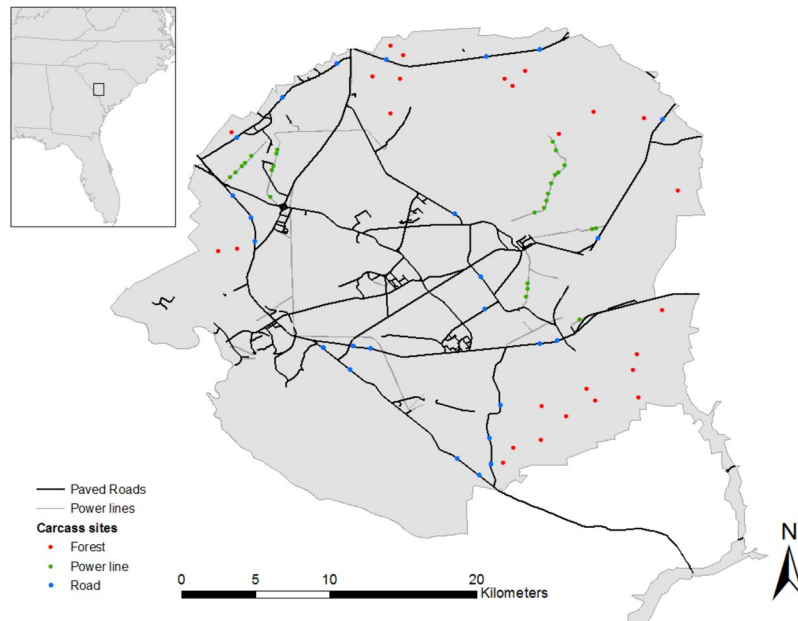 Paved Roads
Power lines
Carcass sites
Forest
Power line
Road
0 5 10 20
Kilometers
N